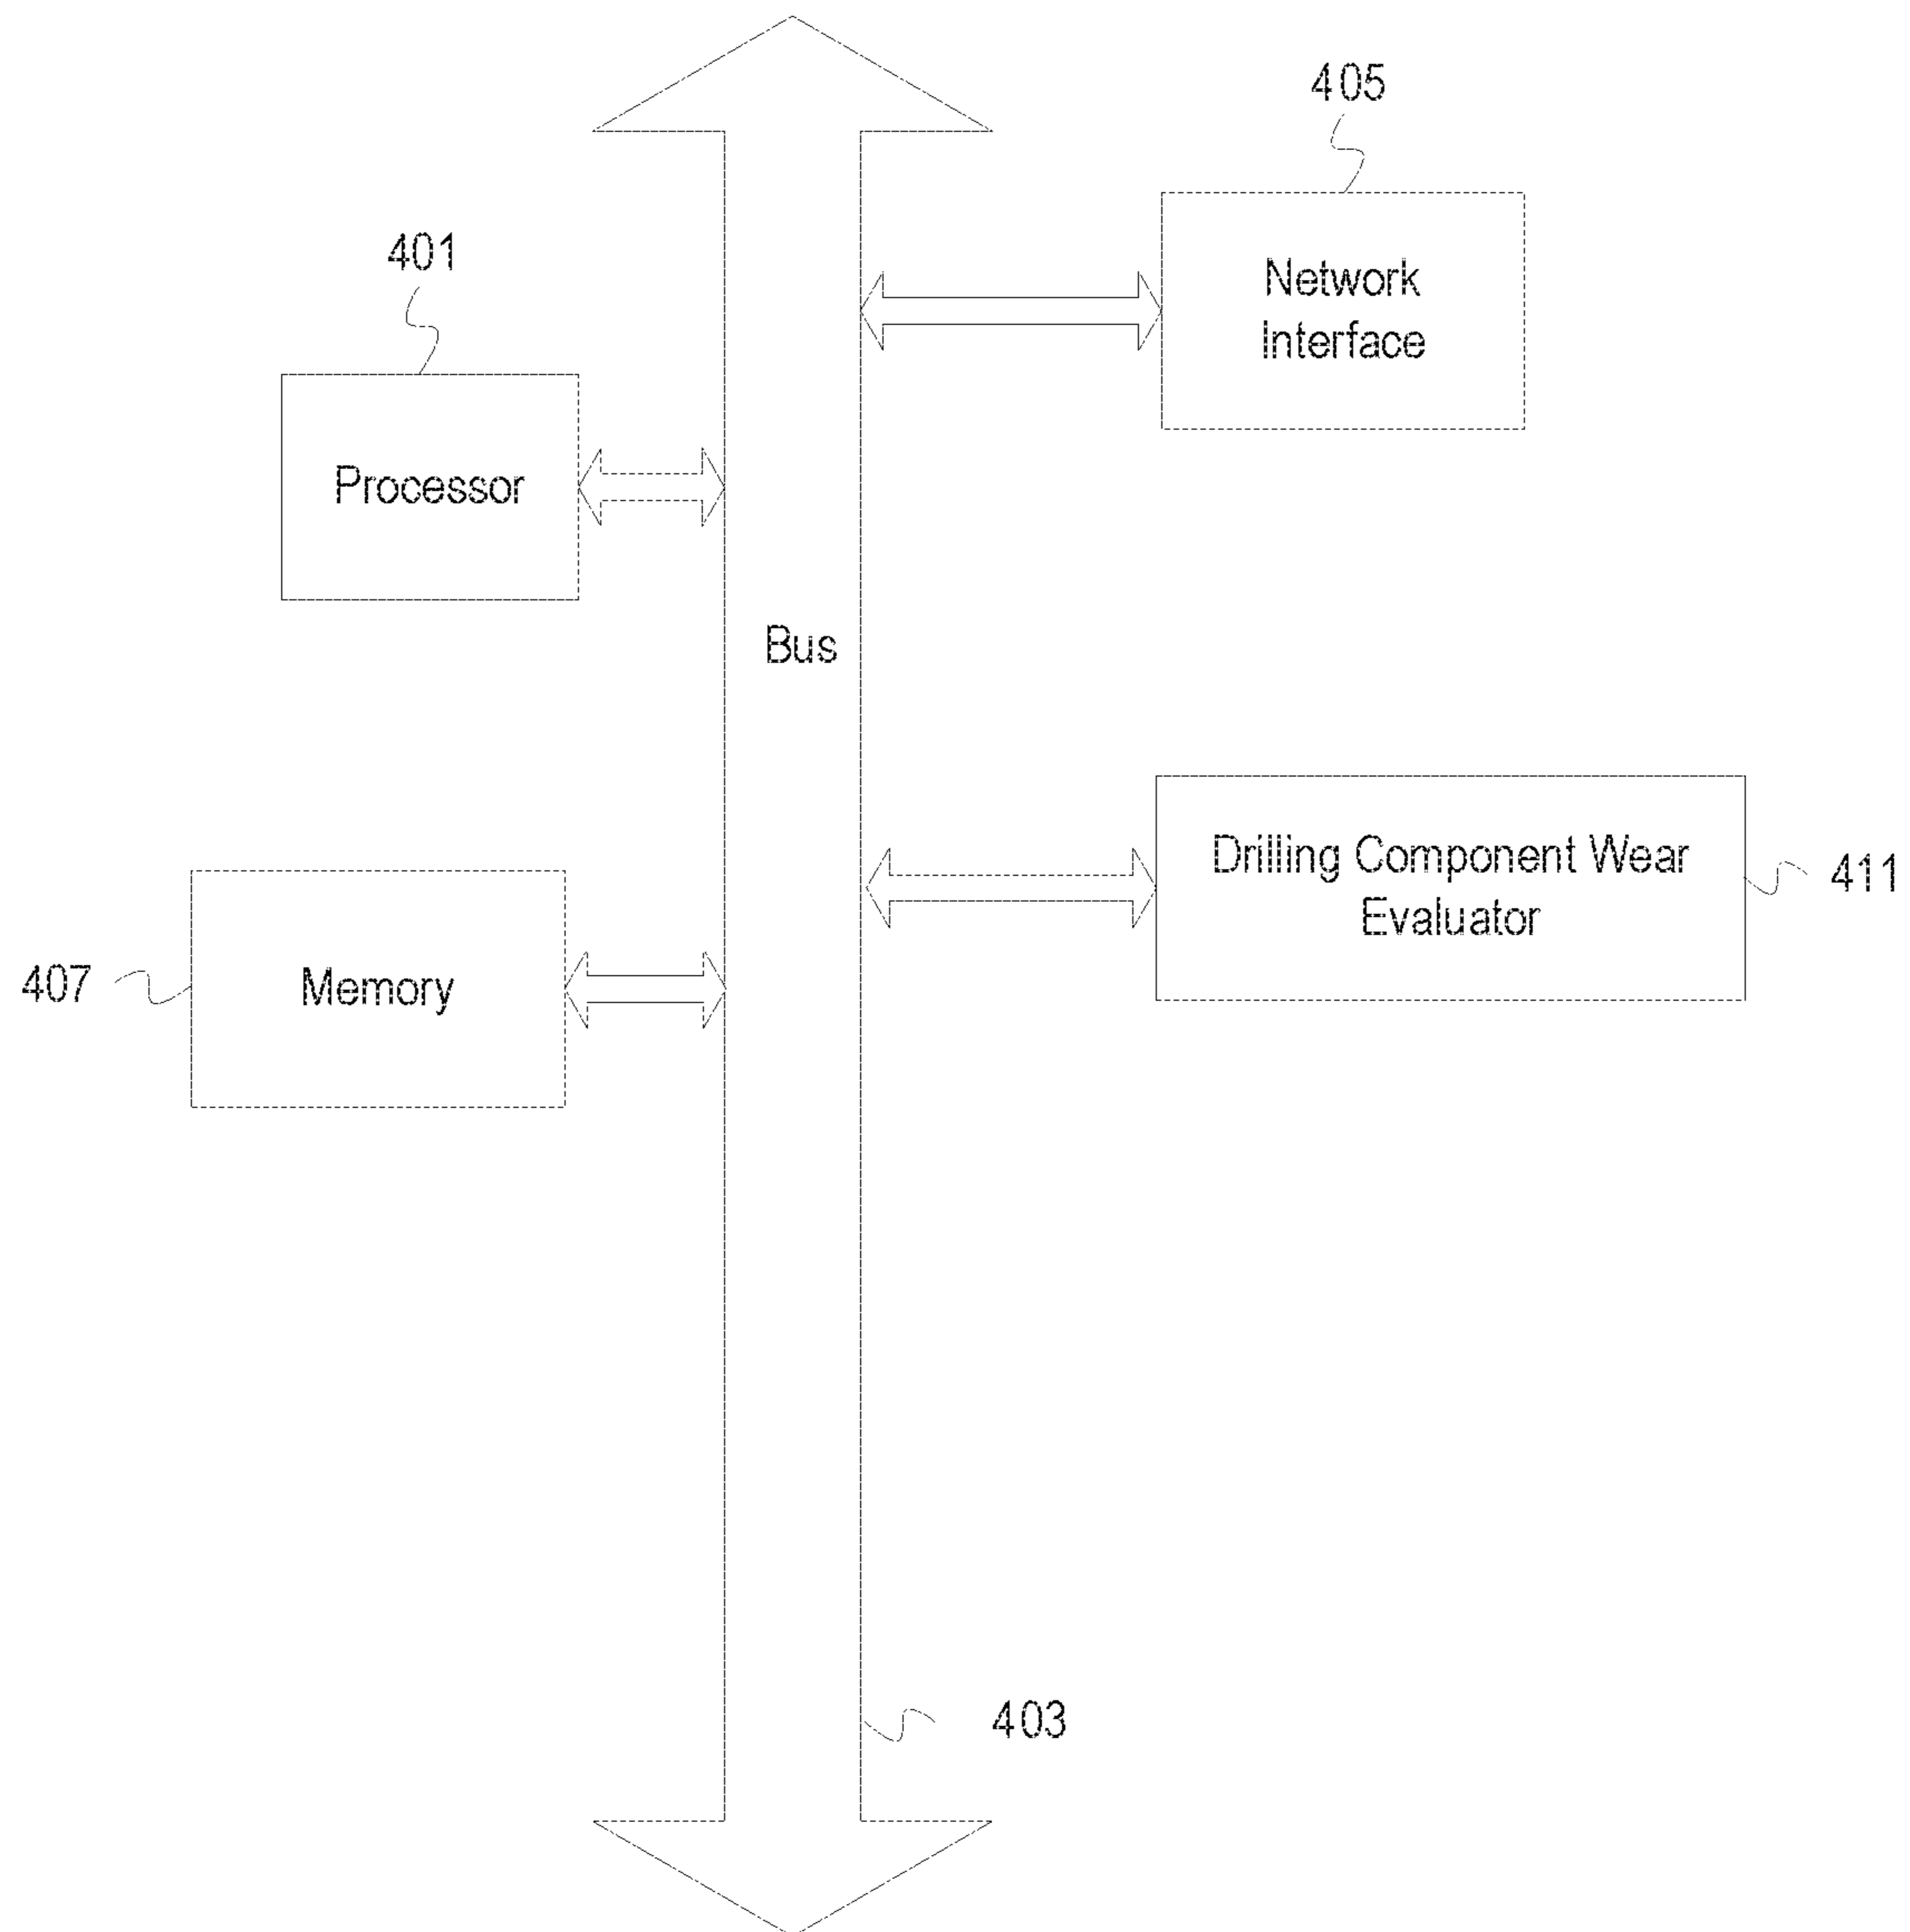 405
Network
Interface
401
Processor
Bus
Drilling Component Wear
Evaluator
411
407
Memory
403